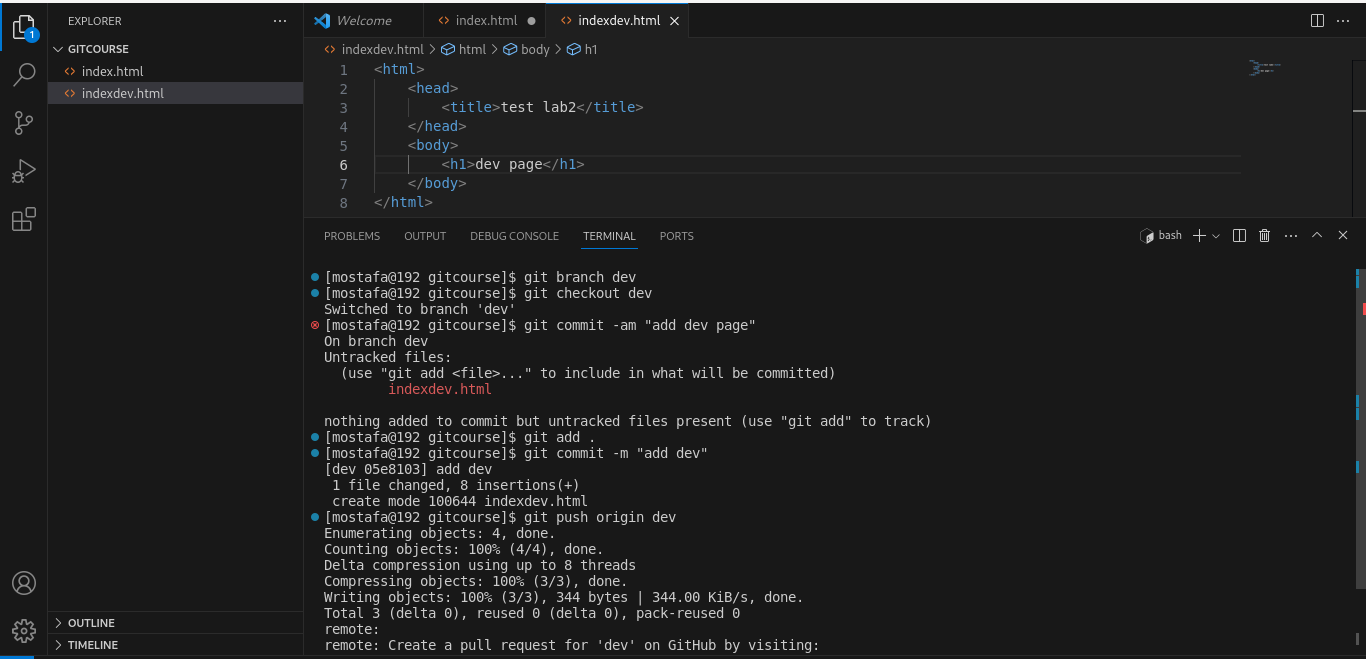 EXPLORER
GITCOURSE
index.html
indexdev.html
1
OUTLINE
TIMELINE
Welcome
index.html
indexdev.html
indexdev.html > html > body > h1
1 <html>
2 <head>
3 <title>test lab2</title>
4 </head>
5 <body>
6 <h1>dev page</h1>
7 </body>
8 </html>
PROBLEMS OUTPUT DEBUG CONSOLE TERMINAL PORTS
bash
[mostafa@192 gitcourse]$ git branch dev
[mostafa@192 gitcourse]$ git checkout dev
Switched to branch 'dev'
[mostafa@192 gitcourse]$ git commit -am "add dev page"
On branch dev
Untracked files:
(use "git add <file>..." to include in what will be committed)
indexdev.html
nothing added to commit but untracked files present (use "git add" to track)
[mostafa@192 gitcourse]$ git add .
[mostafa@192 gitcourse]$ git commit -m "add dev"
[dev 05e8103] add dev
1 file changed, 8 insertions(+)
create mode 100644 indexdev.html
[mostafa@192 gitcourse]$ git push origin dev
Enumerating objects: 4, done.
Counting objects: 100% (4/4), done.
Delta compression using up to 8 threads
Compressing objects: 100% (3/3), done.
Writing objects: 100% (3/3), 344 bytes | 344.00 KiB/s, done.
Total 3 (delta 0), reused 0 (delta 0), pack-reused 0
remote:
remote: Create a pull request for 'dev' on GitHub by visiting: